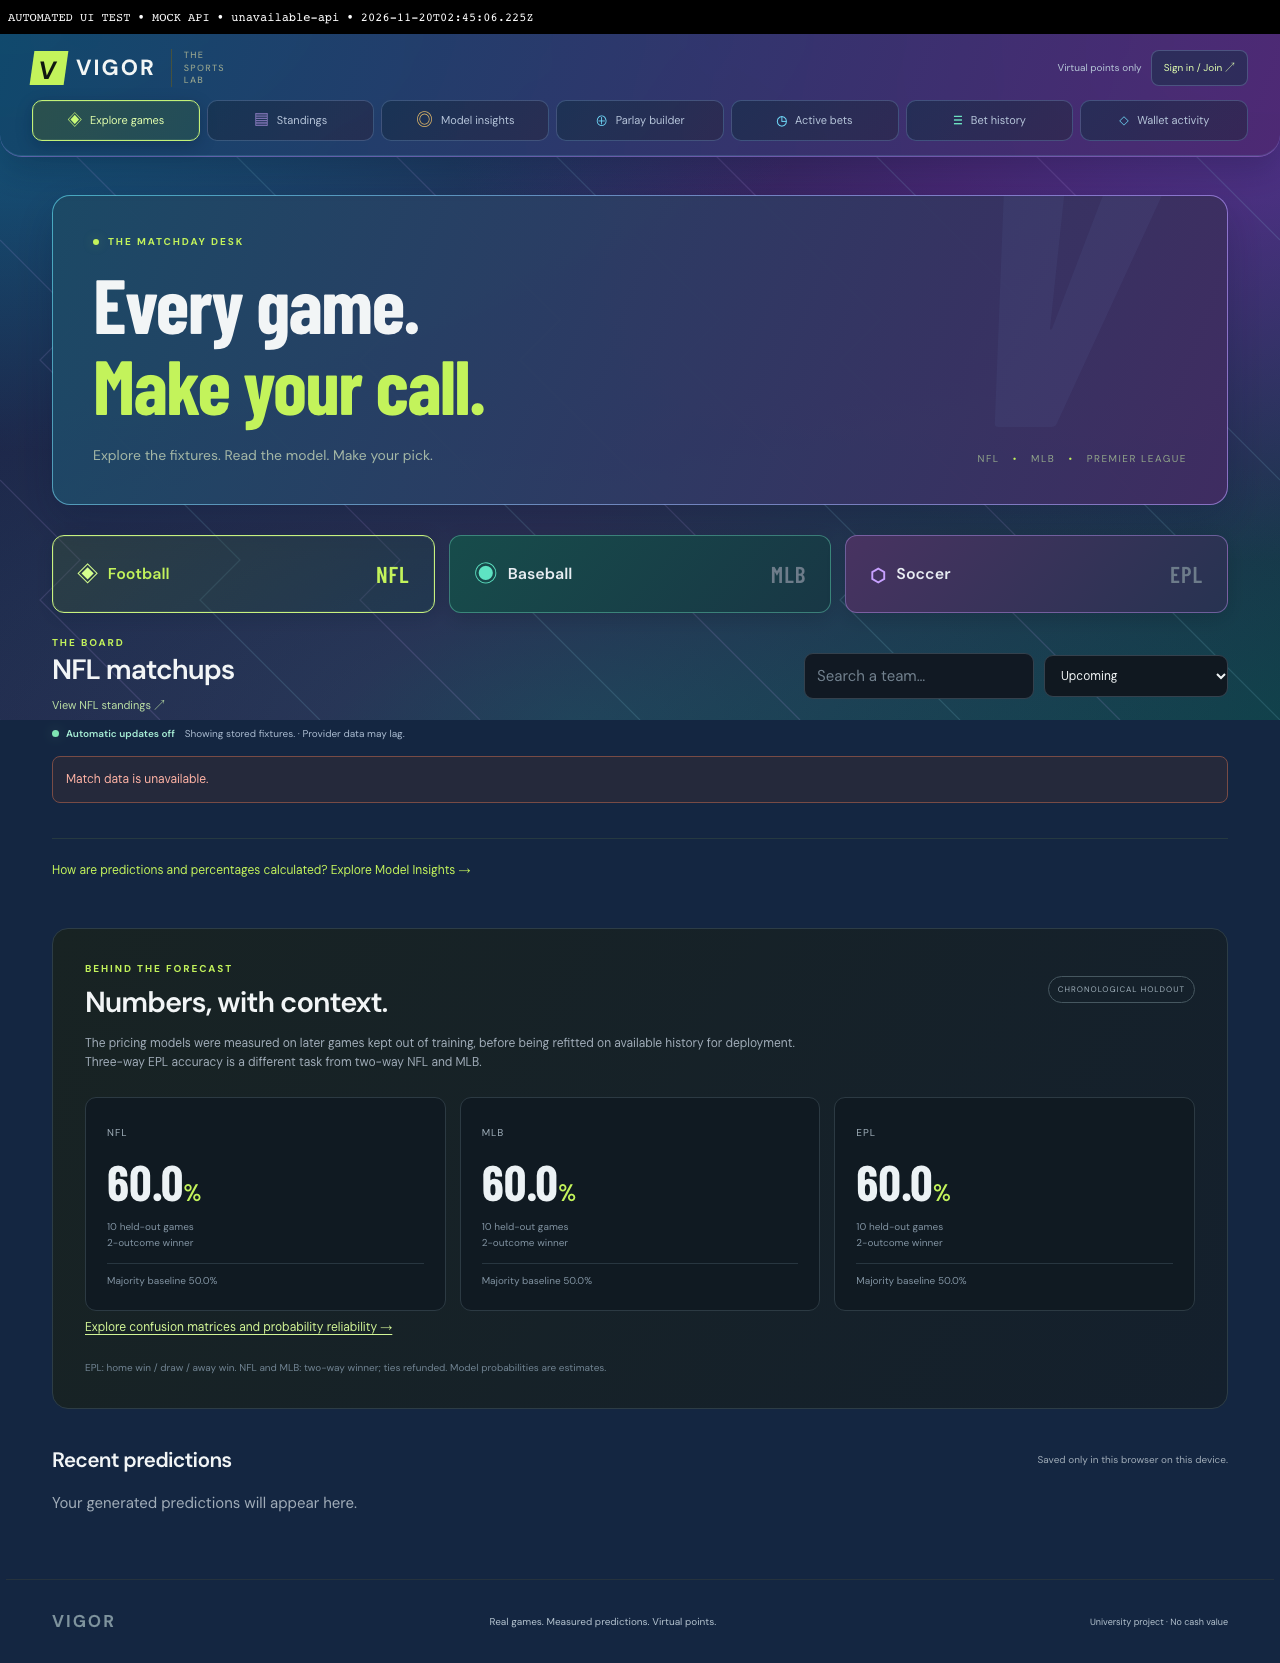 AUTOMATED UI TEST • MOCK API • unavailable-api • 2026-11-20T02:45:06.225Z
V VIGOR
THE
SPORTS
LAB
Virtual points only
Sign in / Join ↗
Explore games
Standings
Model insights
Parlay builder
Active bets
Bet history
Wallet activity
THE MATCHDAY DESK
Every game.
Make your call.
Explore the fixtures. Read the model. Make your pick.
NFL • MLB • PREMIER LEAGUE
V
Football NFL
Baseball MLB
Soccer EPL
THE BOARD
NFL matchups
View NFL standings ↗
Search a team...
Upcoming
Automatic updates off Showing stored fixtures. · Provider data may lag.
Match data is unavailable.
How are predictions and percentages calculated? Explore Model Insights →
BEHIND THE FORECAST
Numbers, with context.
CHRONOLOGICAL HOLDOUT
The pricing models were measured on later games kept out of training, before being refitted on available history for deployment.
Three-way EPL accuracy is a different task from two-way NFL and MLB.
NFL
60.0%
10 held-out games
2-outcome winner
Majority baseline 50.0%
MLB
60.0%
10 held-out games
2-outcome winner
Majority baseline 50.0%
EPL
60.0%
10 held-out games
2-outcome winner
Majority baseline 50.0%
Explore confusion matrices and probability reliability →
EPL: home win / draw / away win. NFL and MLB: two-way winner; ties refunded. Model probabilities are estimates.
Recent predictions
Saved only in this browser on this device.
Your generated predictions will appear here.
VIGOR
Real games. Measured predictions. Virtual points.
University project · No cash value